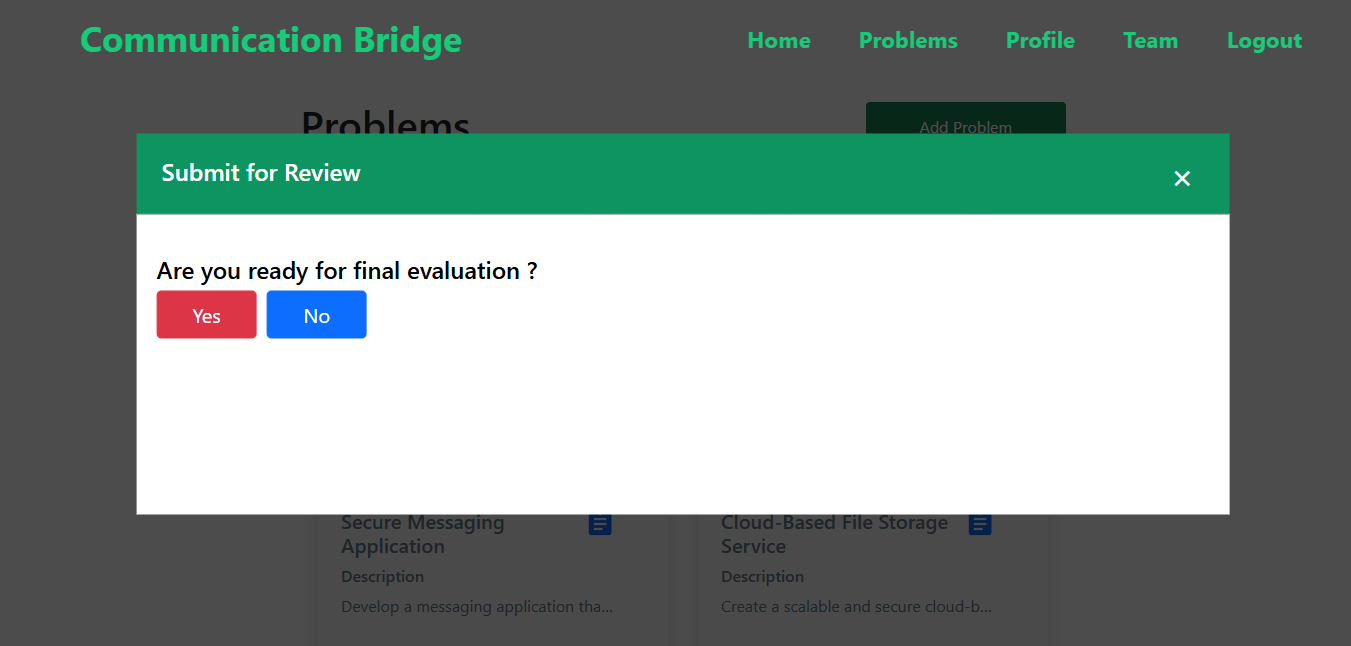 Communication Bridge
Home Problems Profile Team Logout
Problems
Add Problem
Submit for Review
×
Are you ready for final evaluation ?
Yes No
Secure Messaging
Application
Description
Develop a messaging application tha...
Cloud-Based File Storage
Service
Description
Create a scalable and secure cloud-b...